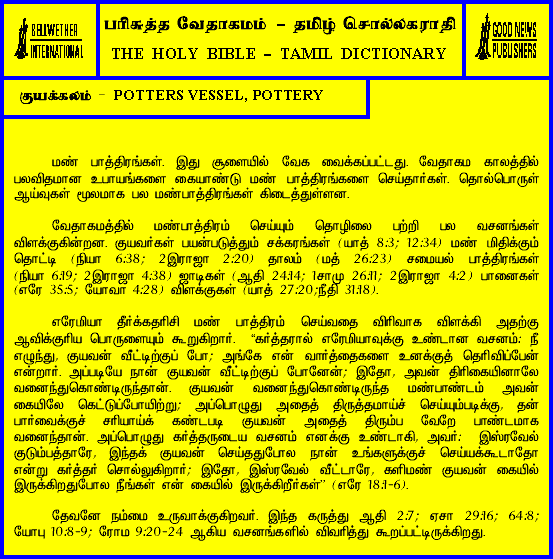 BELLWETHER
INTERNATIONAL
பரிசுத்த வேதாகமம் – தமிழ் சொல்லகராதி
THE HOLY BIBLE – TAMIL DICTIONARY
GOOD NEWS
PUBLISHERS
குயக்கலம் – POTTERS VESSEL, POTTERY
மண் பாத்திரங்கள். இது சூளையில் வேக வைக்கப்பட்டது. வேதாகம காலத்தில்
பலவிதமான உபாயங்களை கையாண்டு மண் பாத்திரங்களை செய்தார்கள். தொல்பொருள்
ஆய்வுகள் மூலமாக பல மண்பாத்திரங்கள் கிடைத்துள்ளன.
வேதாகமத்தில் மண்பாத்திரம் செய்யும் தொழிலை பற்றி பல வசனங்கள்
விளக்குகின்றன. குயவர்கள் பயன்படுத்தும் சக்கரங்கள் (யாத் 8:3; 12:34) மண் மிதிக்கும்
தொட்டி (நியா 6:38; 2இராஜா 2:20) தாலம் (மத் 26:23) சமையல் பாத்திரங்கள்
(நியா 6:19; 2இராஜா 4:38) ஜாடிகள் (ஆதி 24:14; 1சாமு 26:11; 2இராஜா 4:2) பானைகள்
(எரே 35:5; யோவா 4:28) விளக்குகள் (யாத் 27:20;நீதி 31:18).
எரேமியா தீர்க்கதரிசி மண் பாத்திரம் செய்வதை விரிவாக விளக்கி அதற்கு
ஆவிக்குரிய பொருளையும் கூறுகிறார். “கர்த்தரால் எரேமியாவுக்கு உண்டான வசனம்: நீ
எழுந்து, குயவன் வீட்டிற்குப் போ; அங்கே என் வார்த்தைகளை உனக்குத் தெரிவிப்பேன்
என்றார். அப்படியே நான் குயவன் வீட்டிற்குப் போனேன்; இதோ, அவன் திரிகையினாலே
வனைந்துகொண்டிருந்தான். குயவன் வனைந்துகொண்டிருந்த மண்பாண்டம் அவன்
கையிலே கெட்டுப்போயிற்று; அப்பொழுது அதைத் திருத்தமாய்ச் செய்யும்படிக்கு, தன்
பார்வைக்குச் சரியாய்க் கண்டபடி குயவன் அதைத் திரும்ப வேறே பாண்டமாக
வனைந்தான். அப்பொழுது கர்த்தருடைய வசனம் எனக்கு உண்டாகி, அவர்: இஸ்ரவேல்
குடும்பத்தாரே, இந்தக் குயவன் செய்ததுபோல நான் உங்களுக்குச் செய்யக்கூடாதோ
என்று கர்த்தர் சொல்லுகிறார்; இதோ, இஸ்ரவேல் வீட்டாரே, களிமண் குயவன் கையில்
இருக்கிறதுபோல நீங்கள் என் கையில் இருக்கிறீர்கள்” (எரே 18:1-6).
தேவனே நம்மை உருவாக்குகிறவர். இந்த கருத்து ஆதி 2:7; ஏசா 29:16; 64:8;
யோபு 10:8-9; ரோம 9:20-24 ஆகிய வசனங்களில் விவரித்து கூறப்பட்டிருக்கிறது.